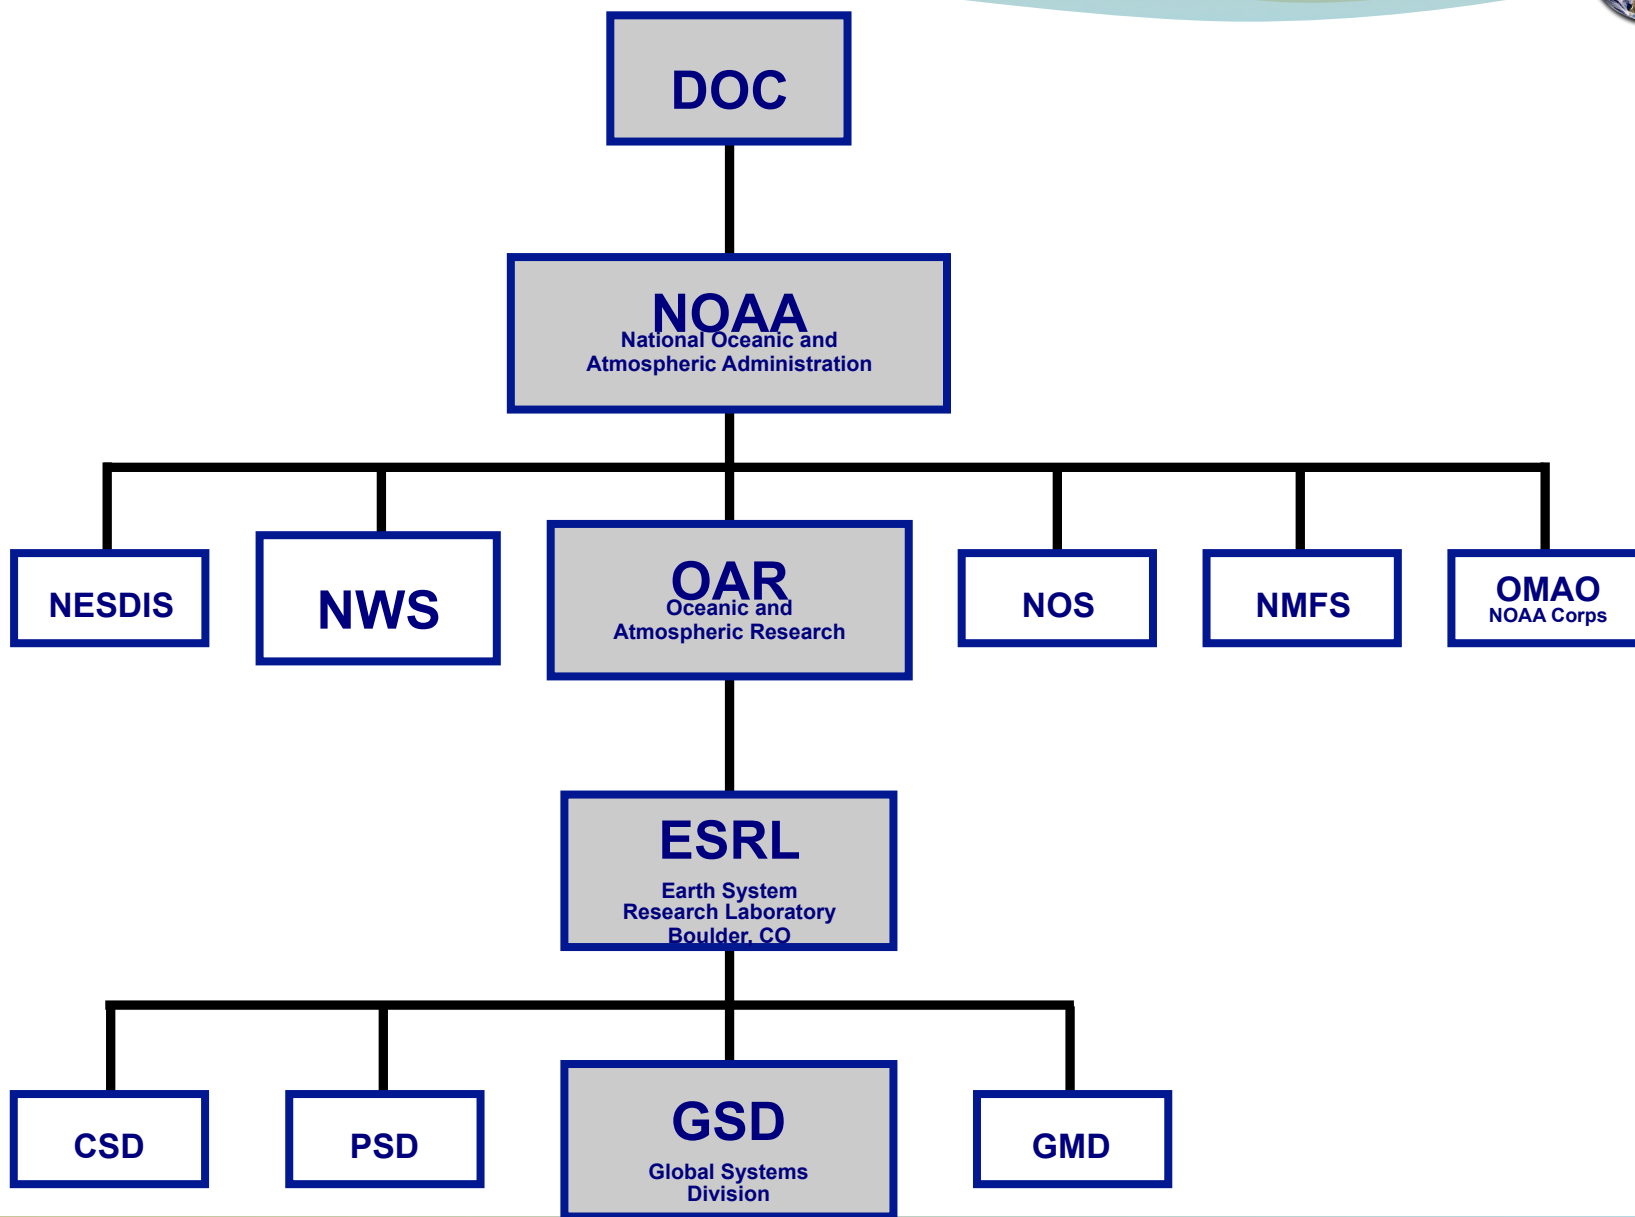 DOC
NOAA
National Oceanic and
Atmospheric Administration
NESDIS
NWS
OAR
Oceanic and
Atmospheric Research
NOS
NMFS
OMAO
NOAA Corps
ESRL
Earth System
Research Laboratory
Boulder, CO
CSD
PSD
GSD
Global Systems
Division
GMD